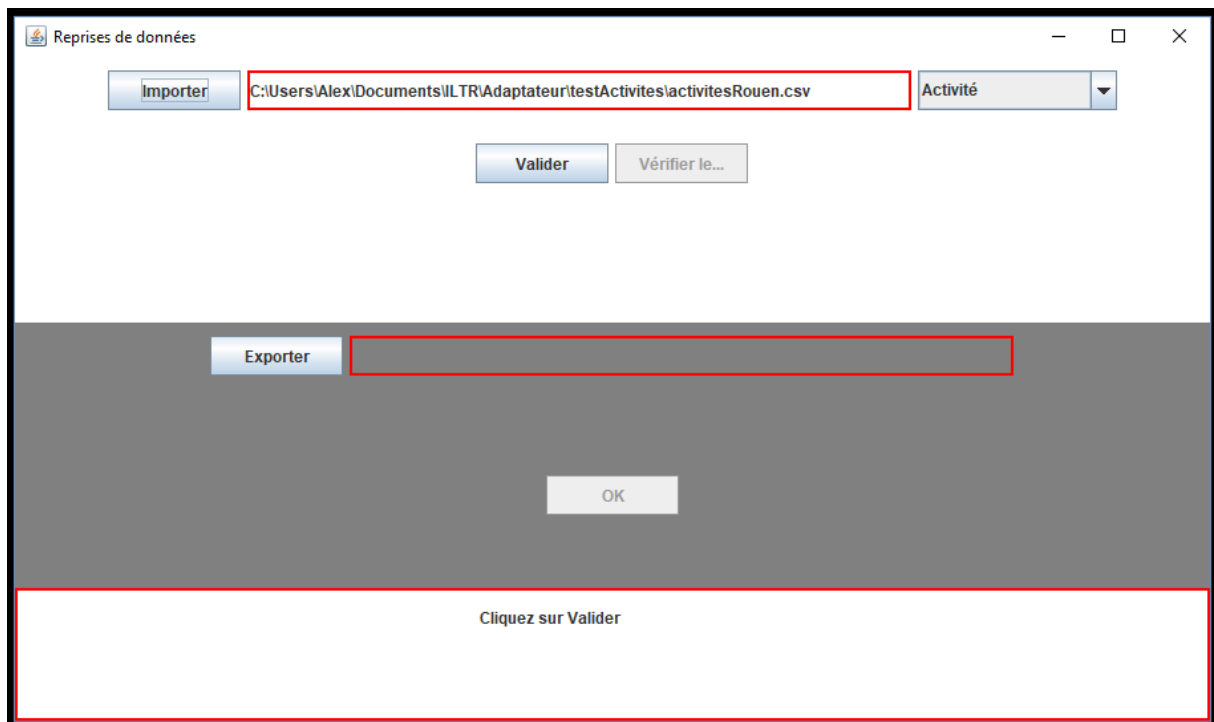 Reprises de données
Importer C:\Users\Alex\Documents\ILTR\Adaptateur\testActivites\activitesRouen.csv Activité
Valider Vérifier le...
Exporter
OK
Cliquez sur Valider